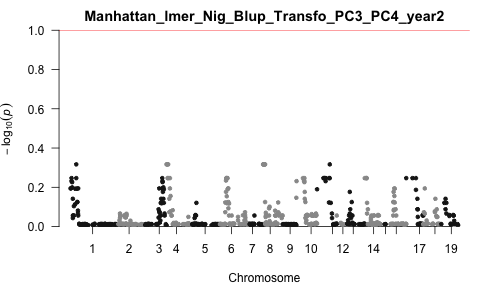 Manhattan_lmer_Nig_Blup_Transfo_PC3_PC4_year2
1.0
0.8
0.6
0.4
0.2
0.0
− log₁₀(p)
1 2 3 4 5 6 7 8 9 10 12 14 17 19
Chromosome